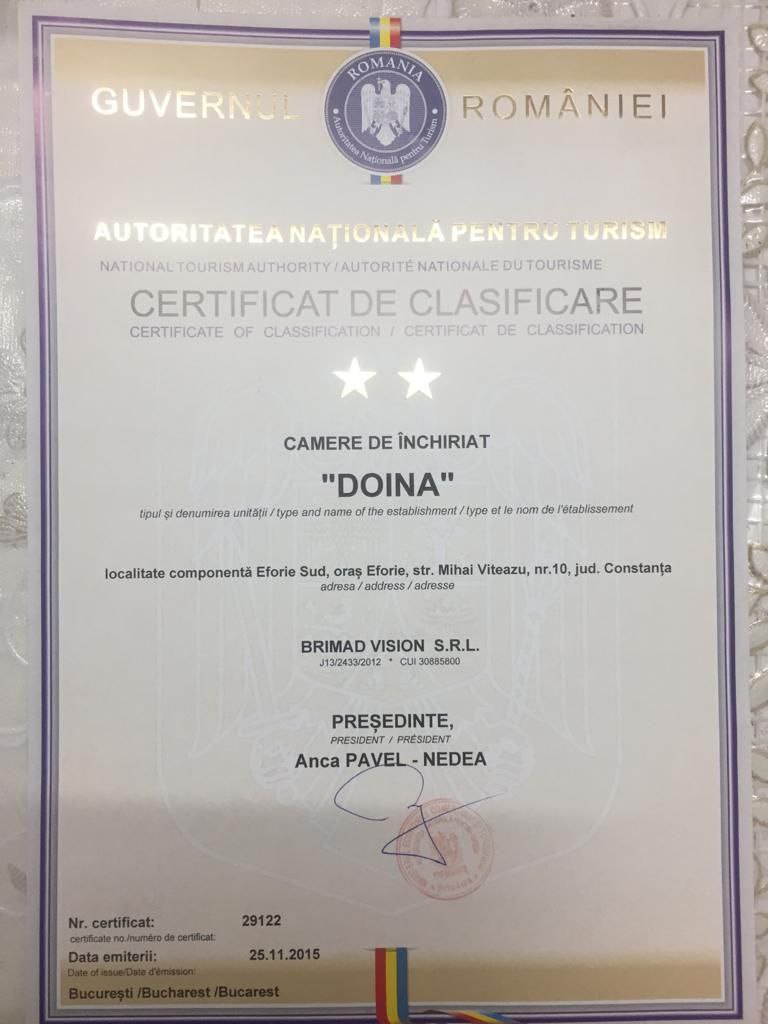 GUVERNUL ROMÂNIEI
ROMANIA
Autoritatea Națională pentru Turism
AUTORITATEA NAȚIONALĂ PENTRU TURISM
NATIONAL TOURISM AUTHORITY / AUTORITÉ NATIONALE DU TOURISME
CERTIFICAT DE CLASIFICARE
CERTIFICATE OF CLASSIFICATION / CERTIFICAT DE CLASSIFICATION
CAMERE DE ÎNCHIRIAT
"DOINA"
tipul și denumirea unității / type and name of the establishment / type et le nom de l'établissement
localitate componentă Eforie Sud, oraș Eforie, str. Mihai Viteazu, nr.10, jud. Constanța
adresa / address / adresse
BRIMAD VISION S.R.L.
J13/2433/2012 * CUI 30885800
PREȘEDINTE,
PRESIDENT / PRÉSIDENT
Anca PAVEL - NEDEA
Nr. certificat: 29122
certificate no./numéro de certificat:
Data emiterii: 25.11.2015
Date of issue/Date d'émission:
București /Bucharest /Bucarest